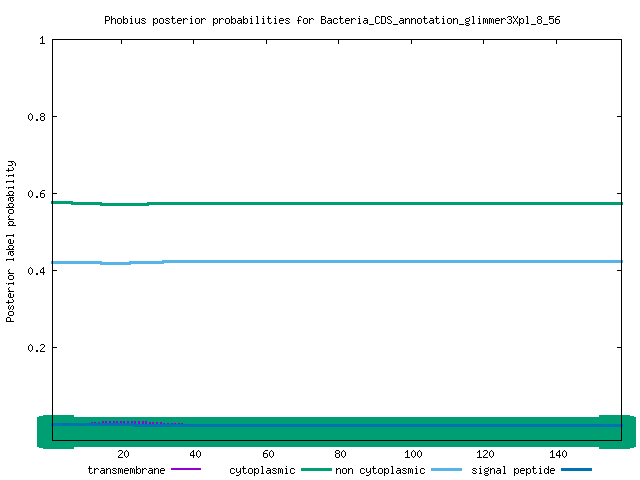 Phobius posterior probabilities for Bacteria_CDS_annotation_glimmer3Xpl_8_56
1
0.8
0.6
0.4
0.2
Posterior label probability
20 40 60 80 100 120 140
transmembrane cytoplasmic non cytoplasmic signal peptide